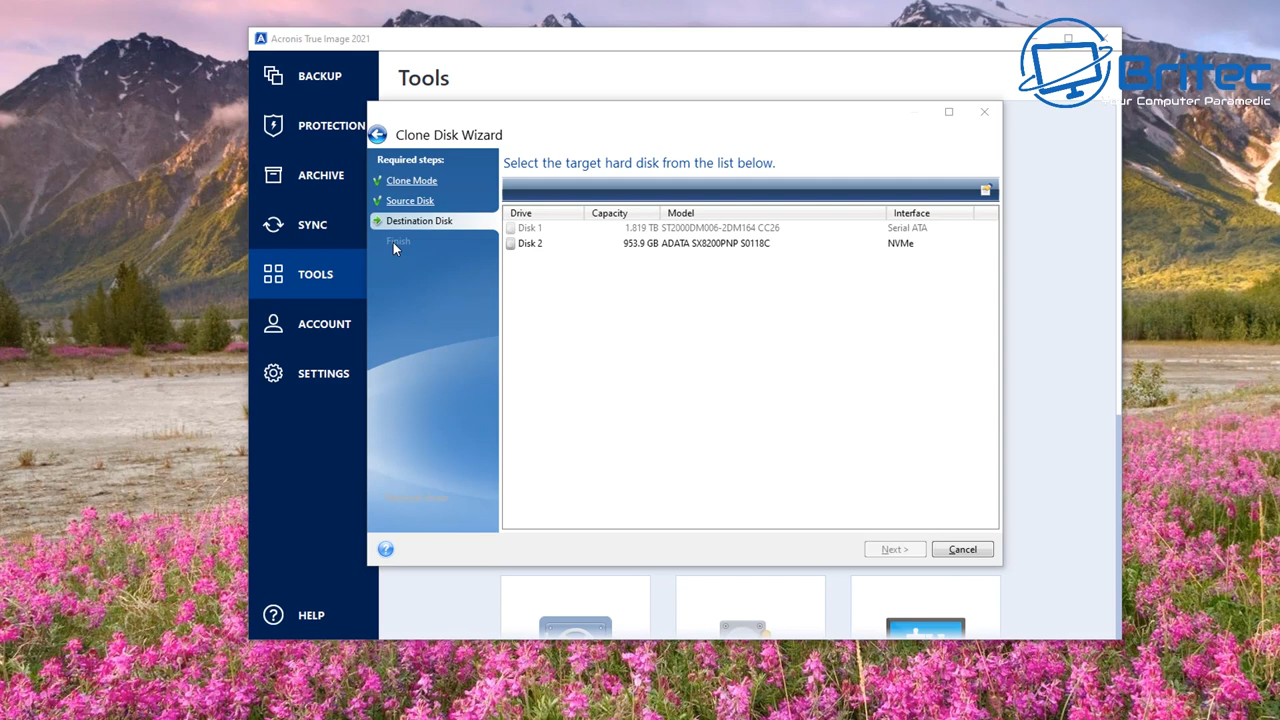 Acronis True Image 2021
Britec
Your Computer Paramedic
BACKUP
PROTECTION
ARCHIVE
SYNC
TOOLS
ACCOUNT
SETTINGS
HELP
Tools
Clone Disk Wizard
Required steps:
Clone Mode
Source Disk
Destination Disk
Finish
Select the target hard disk from the list below.
Drive Capacity Model Interface
Disk 1 1.819 TB ST2000DM006-2DM164 CC26 Serial ATA
Disk 2 953.9 GB ADATA SX8200PNP S0118C NVMe
Next >
Cancel